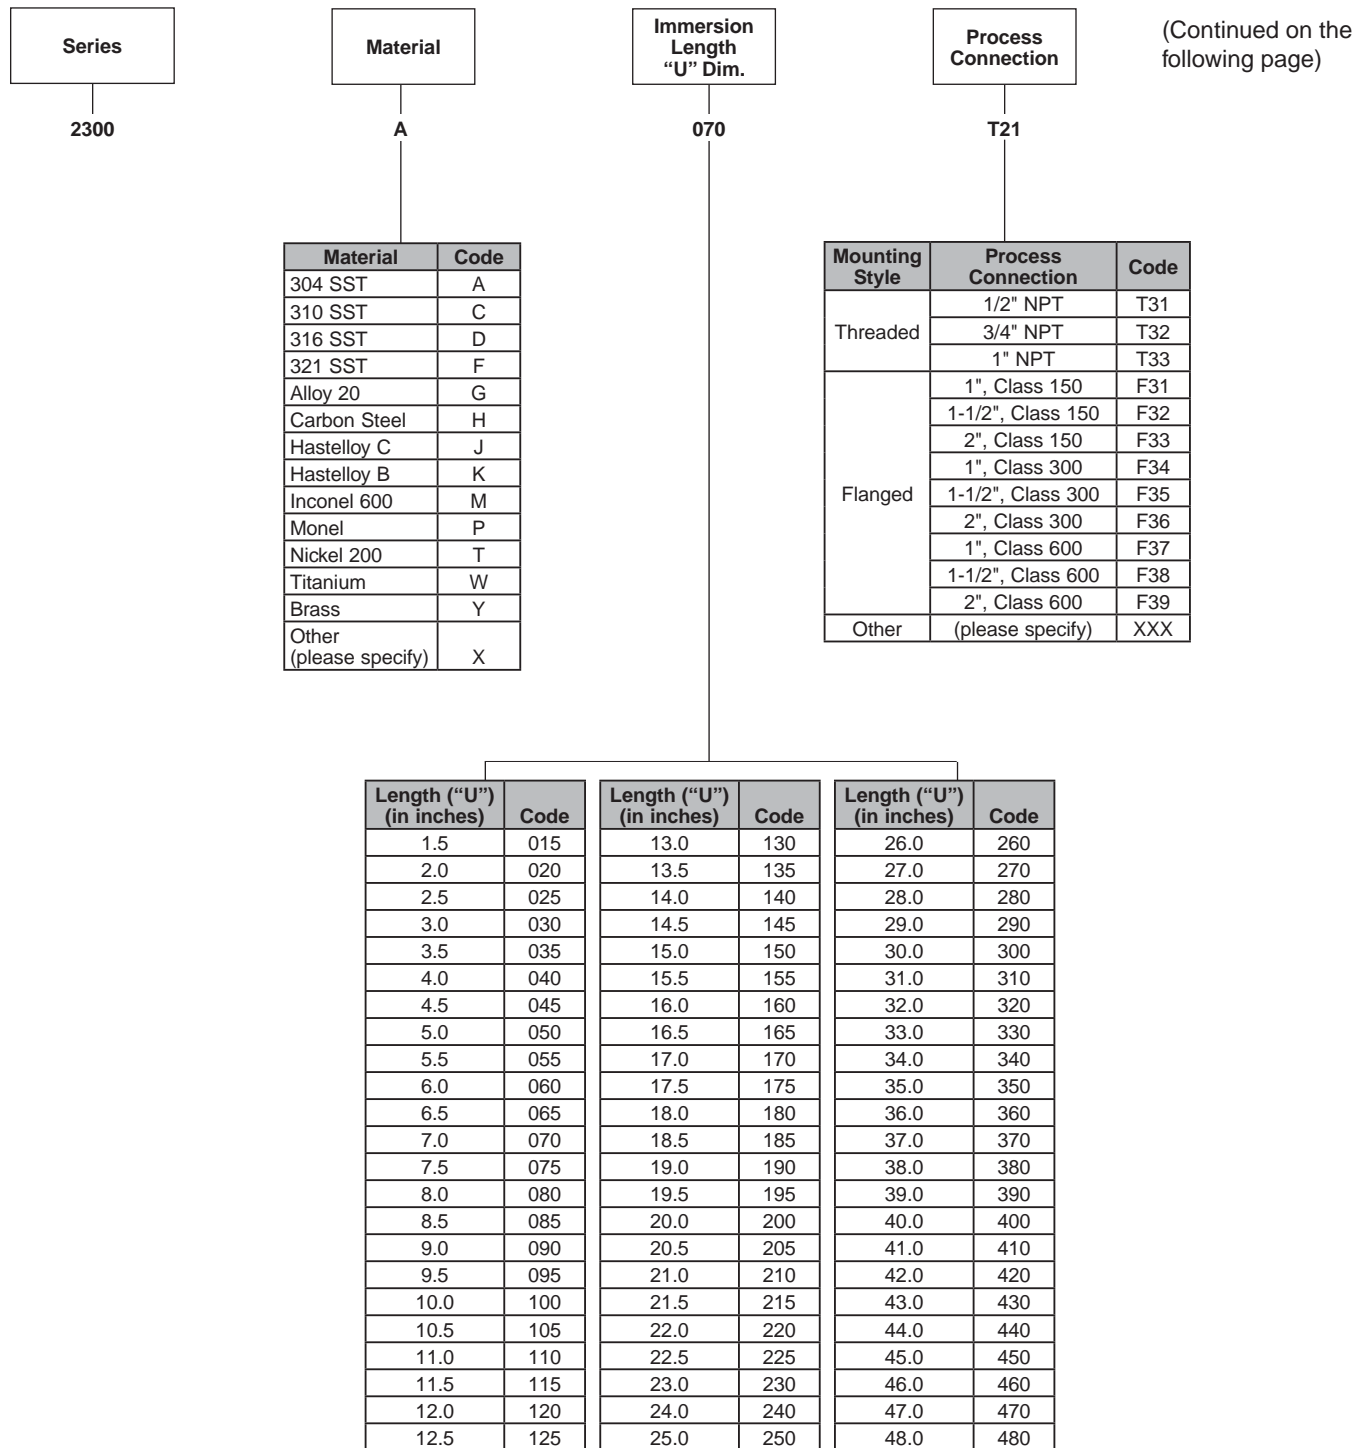 Series
Material
Immersion
Length
“U” Dim.
Process
Connection
(Continued on the
following page)
2300
A
070
T21
Material Code
304 SST A
310 SST C
316 SST D
321 SST F
Alloy 20 G
Carbon Steel H
Hastelloy C J
Hastelloy B K
Inconel 600 M
Monel P
Nickel 200 T
Titanium W
Brass Y
Other
(please specify) X
Mounting Process
Style Connection Code
Threaded
1/2" NPT T31
3/4" NPT T32
1" NPT T33
Flanged
1", Class 150 F31
1-1/2", Class 150 F32
2", Class 150 F33
1", Class 300 F34
1-1/2", Class 300 F35
2", Class 300 F36
1", Class 600 F37
1-1/2", Class 600 F38
2", Class 600 F39
Other (please specify) XXX
Length (“U”)
(in inches) Code
1.5 015
2.0 020
2.5 025
3.0 030
3.5 035
4.0 040
4.5 045
5.0 050
5.5 055
6.0 060
6.5 065
7.0 070
7.5 075
8.0 080
8.5 085
9.0 090
9.5 095
10.0 100
10.5 105
11.0 110
11.5 115
12.0 120
12.5 125
Length (“U”)
(in inches) Code
13.0 130
13.5 135
14.0 140
14.5 145
15.0 150
15.5 155
16.0 160
16.5 165
17.0 170
17.5 175
18.0 180
18.5 185
19.0 190
19.5 195
20.0 200
20.5 205
21.0 210
21.5 215
22.0 220
22.5 225
23.0 230
24.0 240
25.0 250
Length (“U”)
(in inches) Code
26.0 260
27.0 270
28.0 280
29.0 290
30.0 300
31.0 310
32.0 320
33.0 330
34.0 340
35.0 350
36.0 360
37.0 370
38.0 380
39.0 390
40.0 400
41.0 410
42.0 420
43.0 430
44.0 440
45.0 450
46.0 460
47.0 470
48.0 480